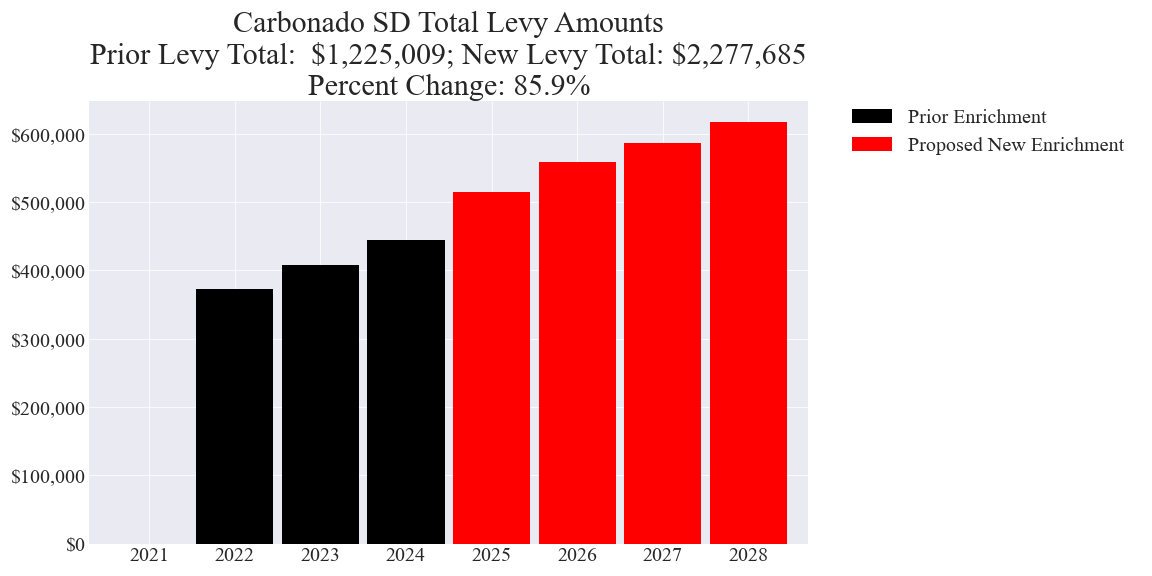 Carbonado SD Total Levy Amounts
Prior Levy Total:  $1,225,009; New Levy Total: $2,277,685
Percent Change: 85.9%
Prior Enrichment
Proposed New Enrichment
$600,000
$500,000
$400,000
$300,000
$200,000
$100,000
$0
2021 2022 2023 2024 2025 2026 2027 2028